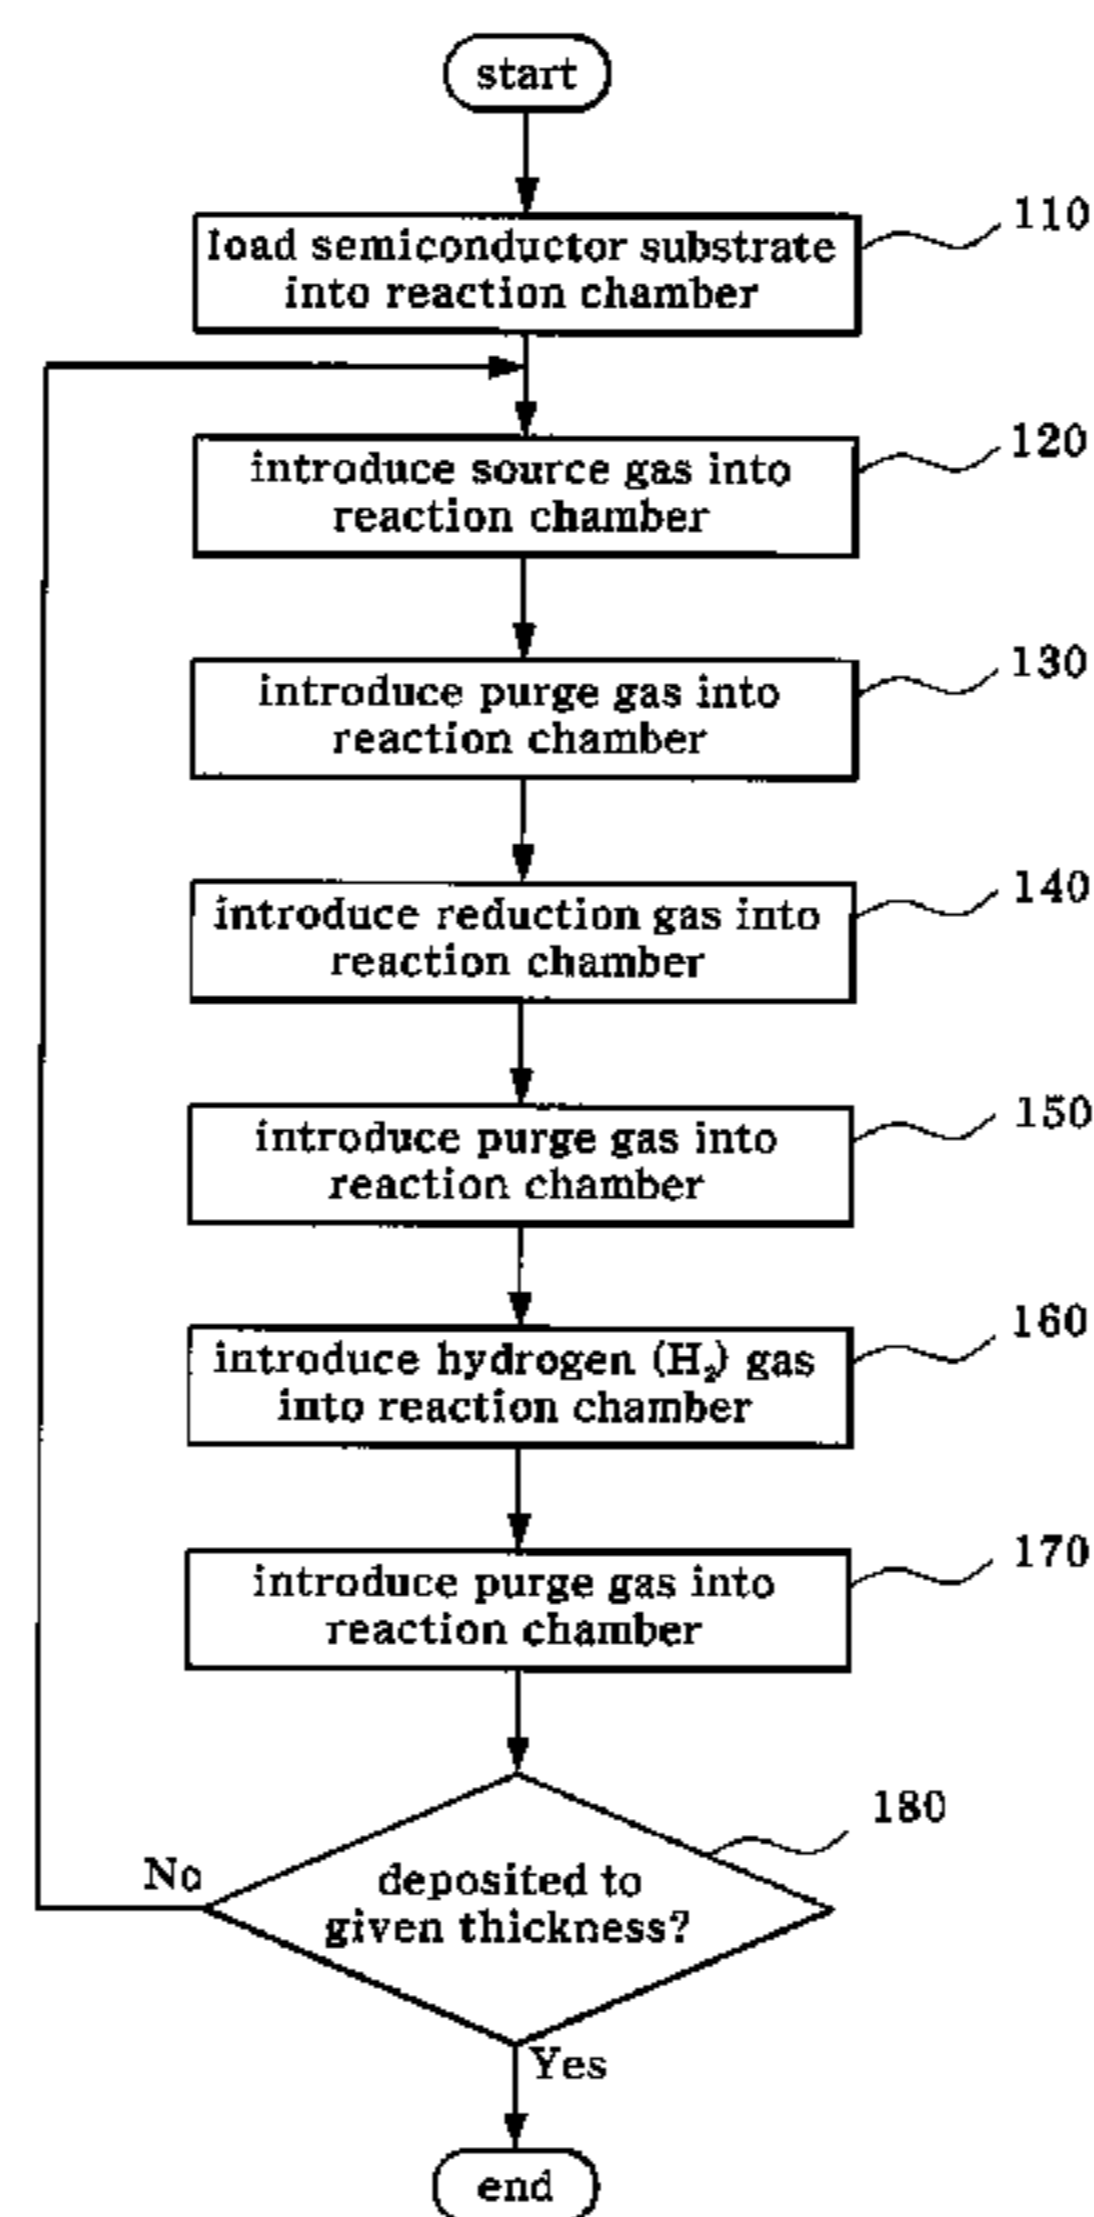 start
load semiconductor substrate
into reaction chamber
110
introduce source gas into
reaction chamber
120
introduce purge gas into
reaction chamber
130
introduce reduction gas into
reaction chamber
140
introduce purge gas into
reaction chamber
150
introduce hydrogen (H₂) gas
into reaction chamber
160
introduce purge gas into
reaction chamber
170
180
No
deposited to
given thickness?
Yes
end